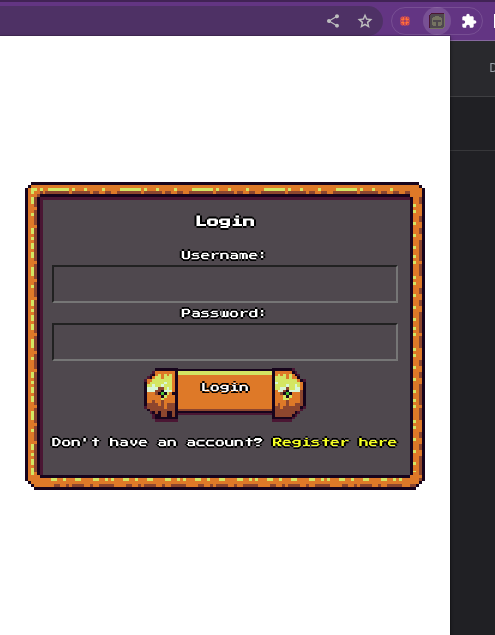 Login
Username:
Password:
Login
Don't have an account? Register here